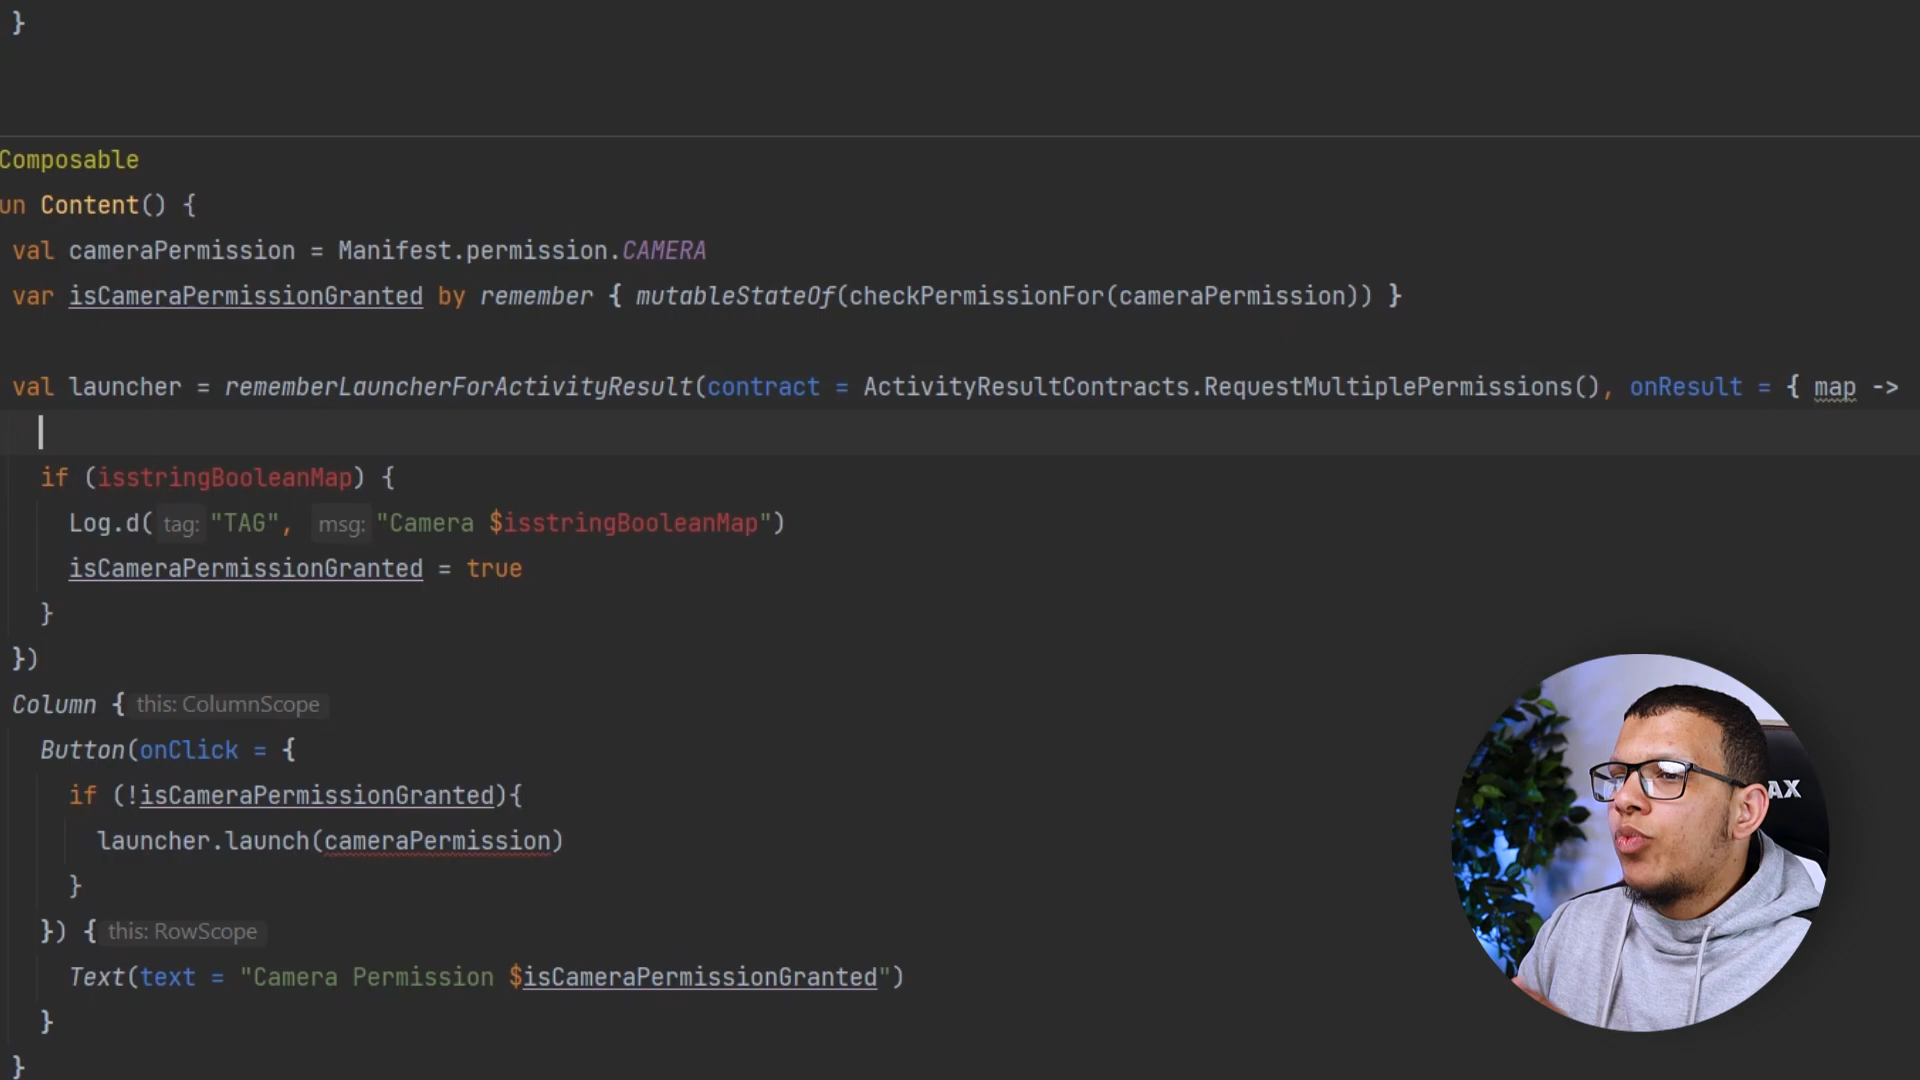 }
Composable
un Content() {
val cameraPermission = Manifest.permission.CAMERA
var isCameraPermissionGranted by remember { mutableStateOf(checkPermissionFor(cameraPermission)) }
val launcher = rememberLauncherForActivityResult(contract = ActivityResultContracts.RequestMultiplePermissions(), onResult = { map ->
if (isstringBooleanMap) {
Log.d( tag: "TAG", msg: "Camera $isstringBooleanMap")
isCameraPermissionGranted = true
}
})
Column { this: ColumnScope
Button(onClick = {
if (!isCameraPermissionGranted){
launcher.launch(cameraPermission)
}
}) { this: RowScope
Text(text = "Camera Permission $isCameraPermissionGranted")
}
}
AX